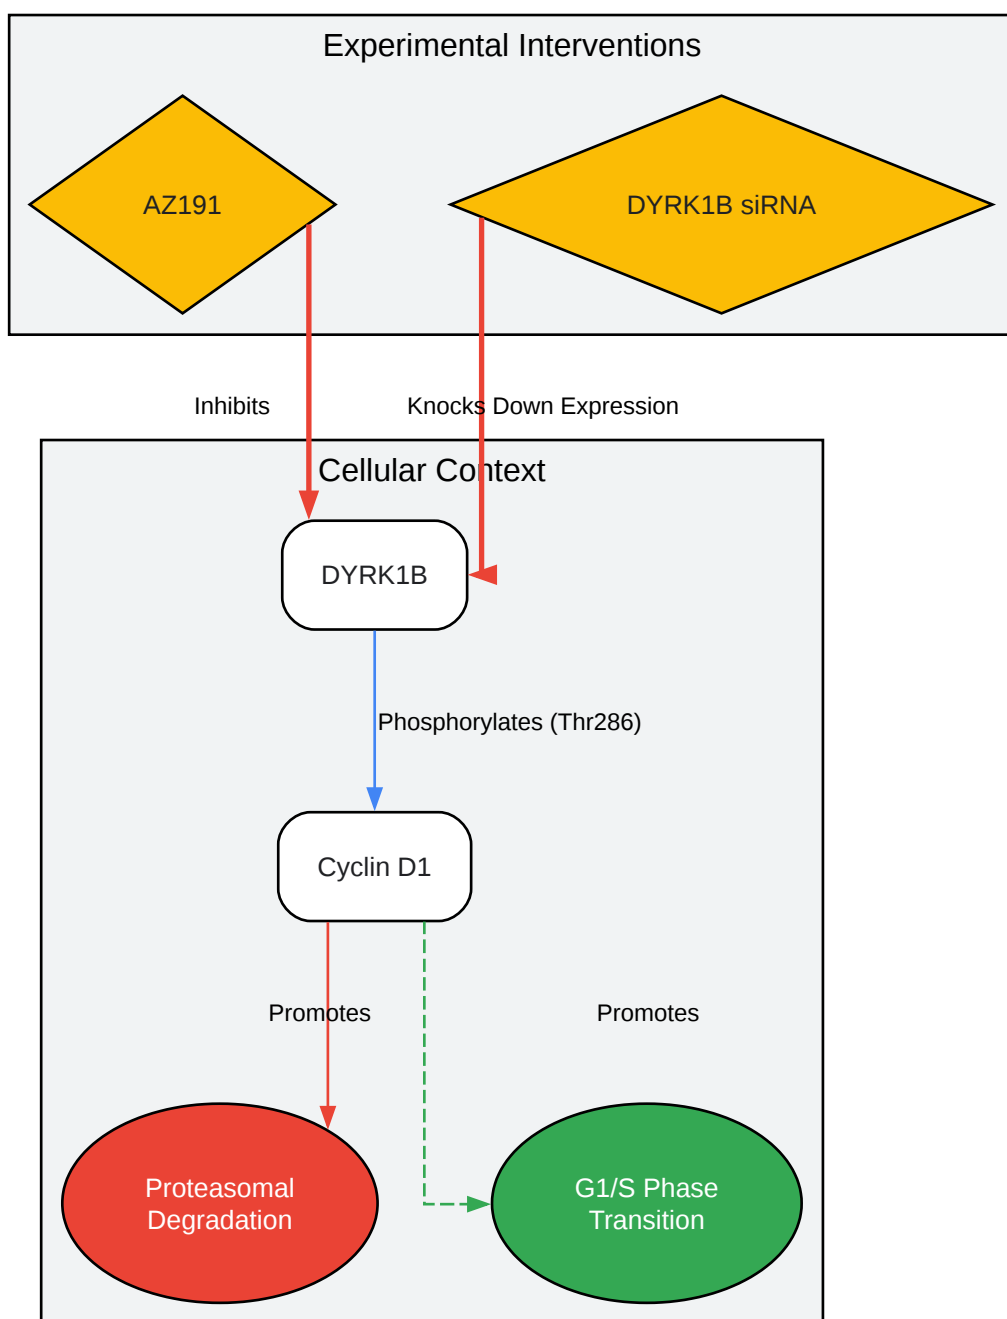 Experimental Interventions
AZ191
DYRK1B siRNA
Inhibits
Knocks Down Expression
Cellular Context
DYRK1B
Phosphorylates (Thr286)
Cyclin D1
Promotes
Promotes
Proteasomal
Degradation
G1/S Phase
Transition